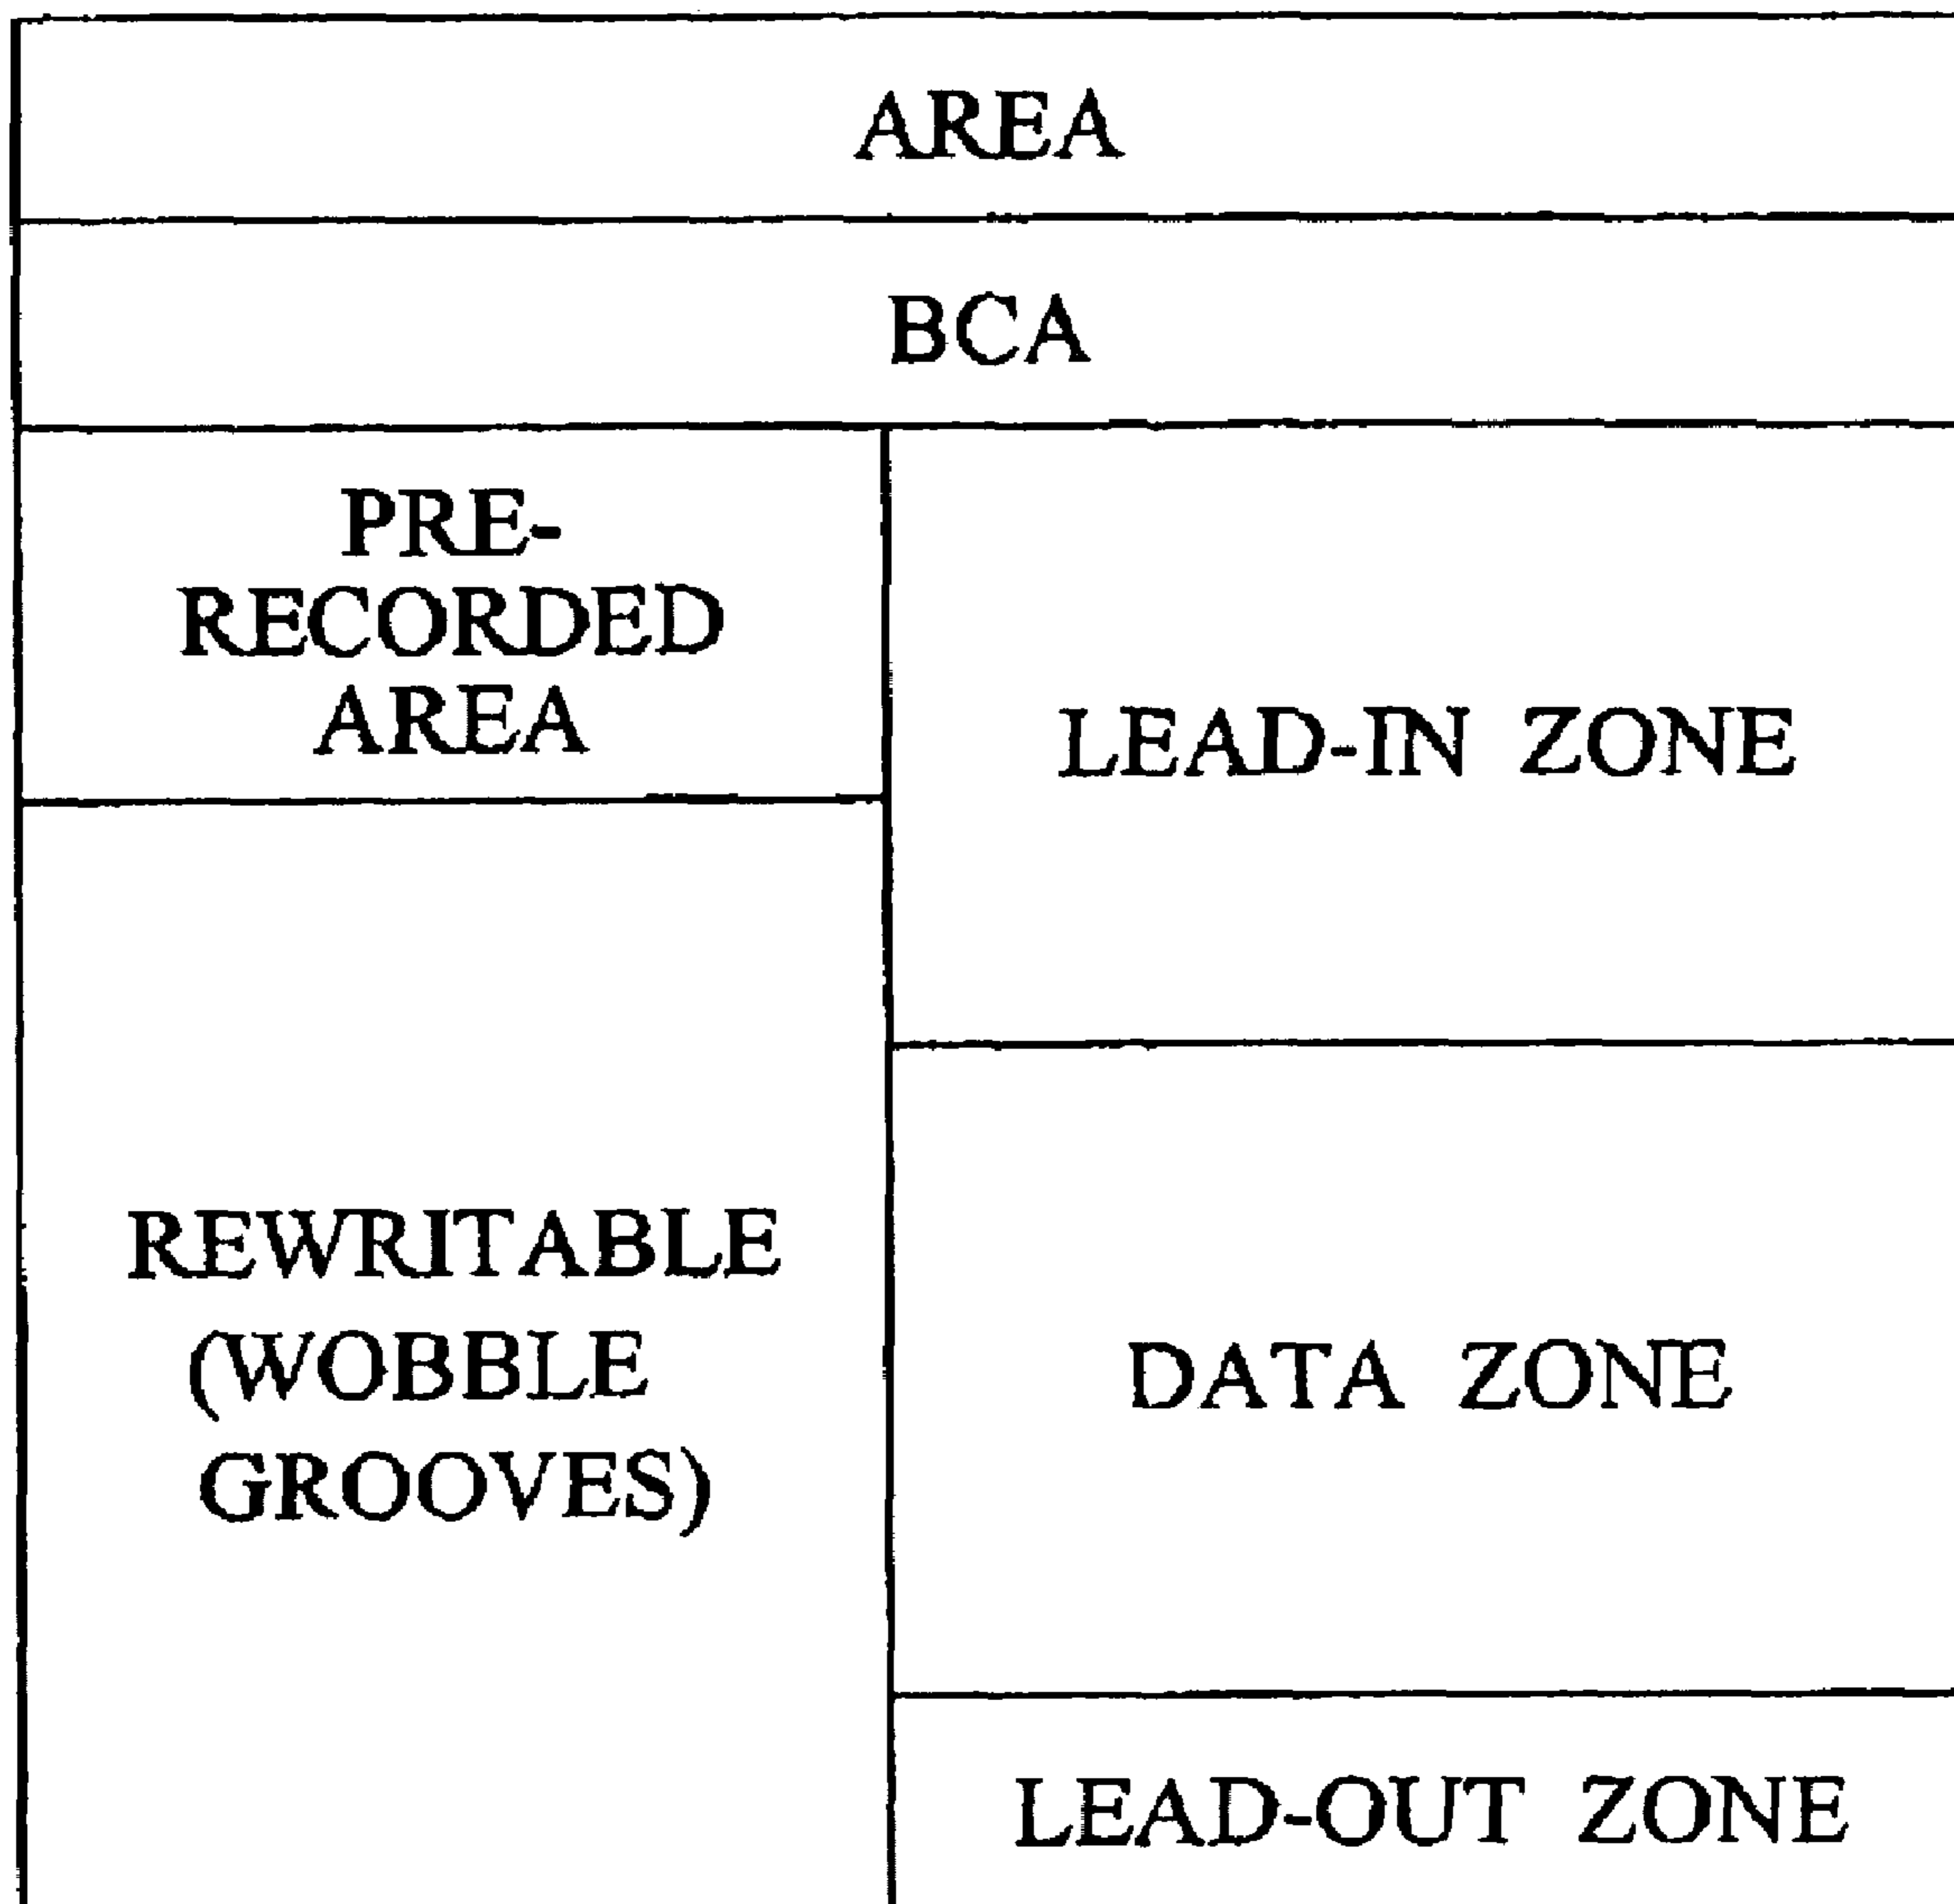 AREA
BCA
PRE-
RECORDED
AREA
LEAD-IN ZONE
REWRITABLE
(WOBBLE
GROOVES)
DATA ZONE
LEAD-OUT ZONE